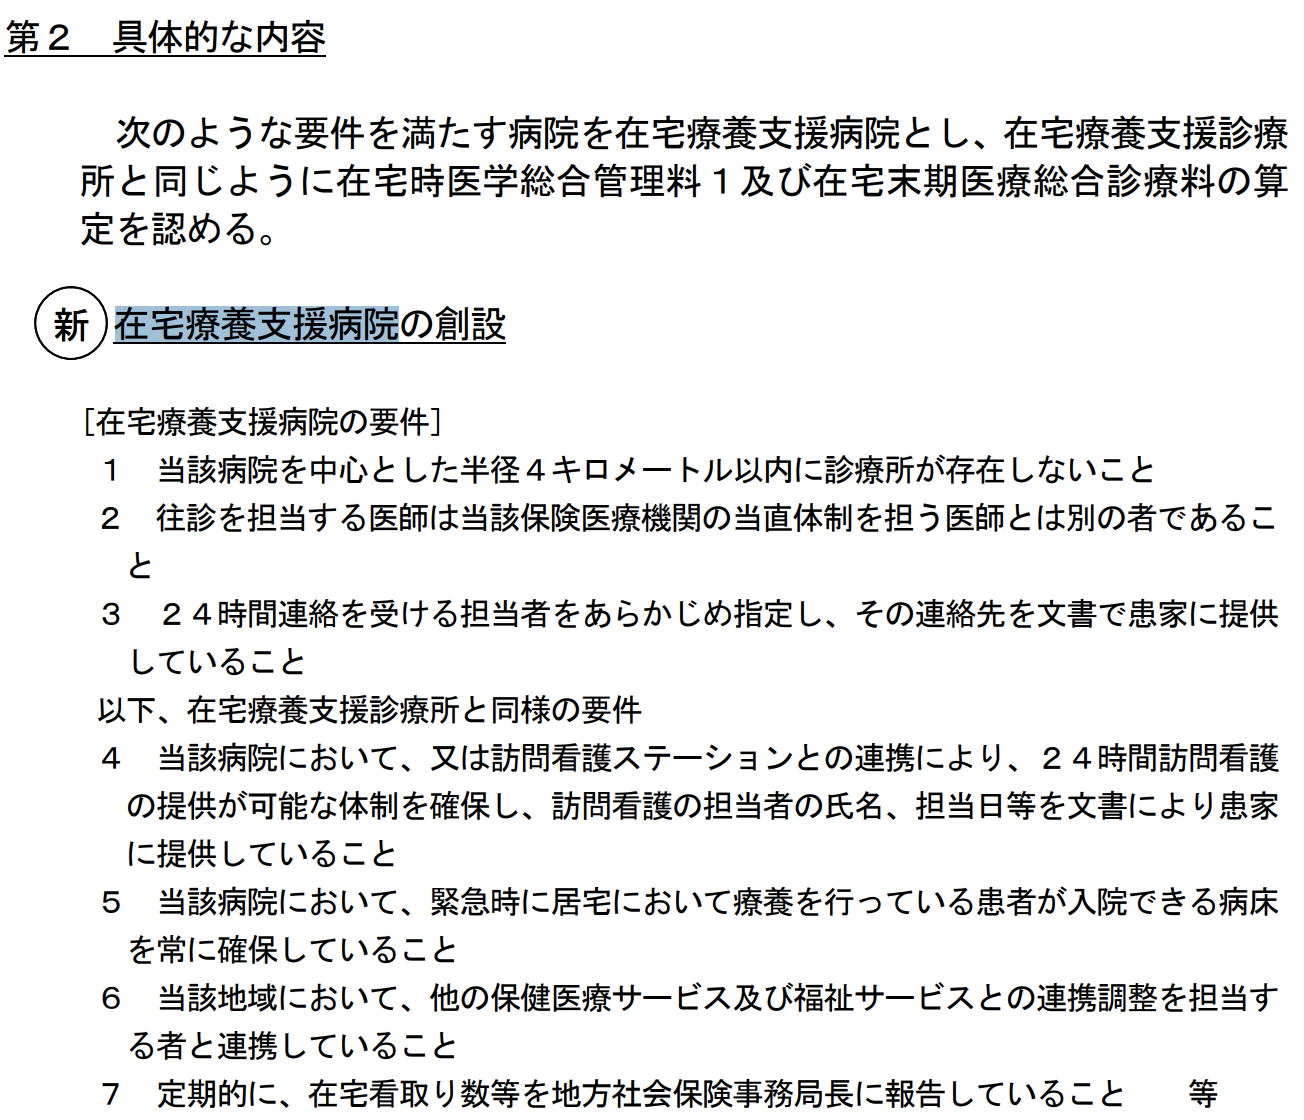 第２　具体的な内容
次のような要件を満たす病院を在宅療養支援病院とし、在宅療養支援診療
所と同じように在宅時医学総合管理料１及び在宅末期医療総合診療料の算
定を認める。
新 在宅療養支援病院の創設
［在宅療養支援病院の要件］
１　当該病院を中心とした半径４キロメートル以内に診療所が存在しないこと
２　往診を担当する医師は当該保険医療機関の当直体制を担う医師とは別の者であるこ
と
３　２４時間連絡を受ける担当者をあらかじめ指定し、その連絡先を文書で患家に提供
していること
以下、在宅療養支援診療所と同様の要件
４　当該病院において、又は訪問看護ステーションとの連携により、２４時間訪問看護
の提供が可能な体制を確保し、訪問看護の担当者の氏名、担当日等を文書により患家
に提供していること
５　当該病院において、緊急時に居宅において療養を行っている患者が入院できる病床
を常に確保していること
６　当該地域において、他の保健医療サービス及び福祉サービスとの連携調整を担当す
る者と連携していること
７　定期的に、在宅看取り数等を地方社会保険事務局長に報告していること　　等